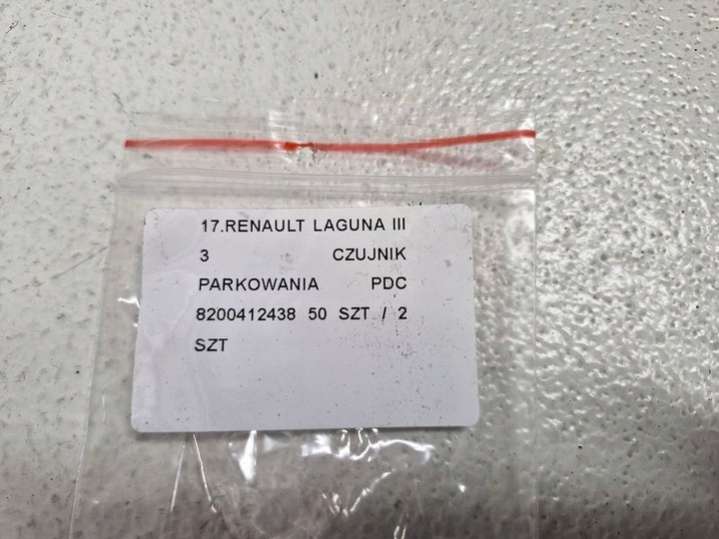 17.RENAULT LAGUNA III
3 CZUJNIK
PARKOWANIA PDC
8200412438 50 SZT / 2
SZT